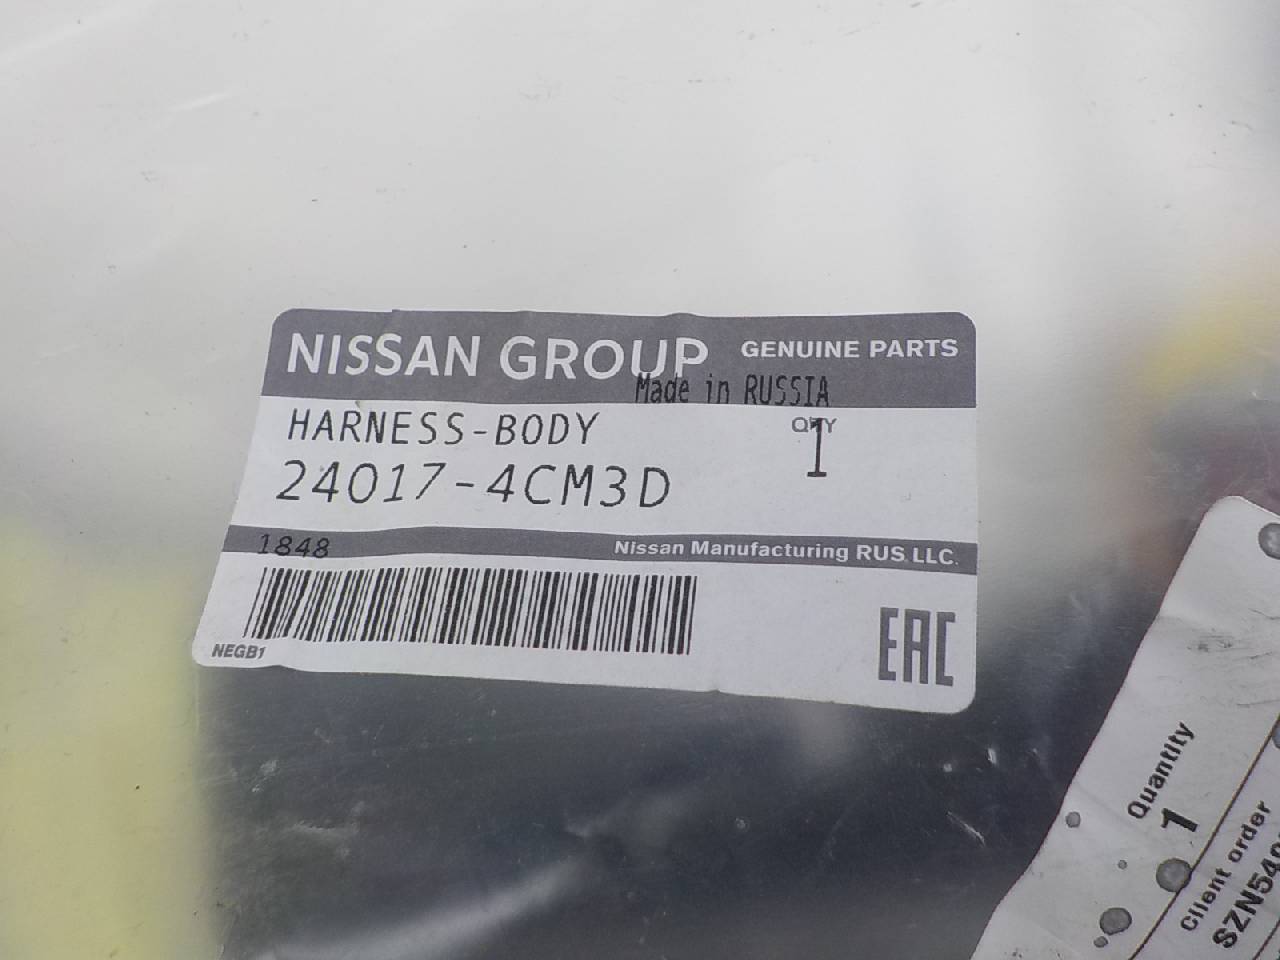 NISSAN GROUP GENUINE PARTS
Made in RUSSIA
HARNESS-BODY QTY
24017-4CM3D 1
1848 Nissan Manufacturing RUS LLC.
NEGB1
EAC
Quantity
1
Client order